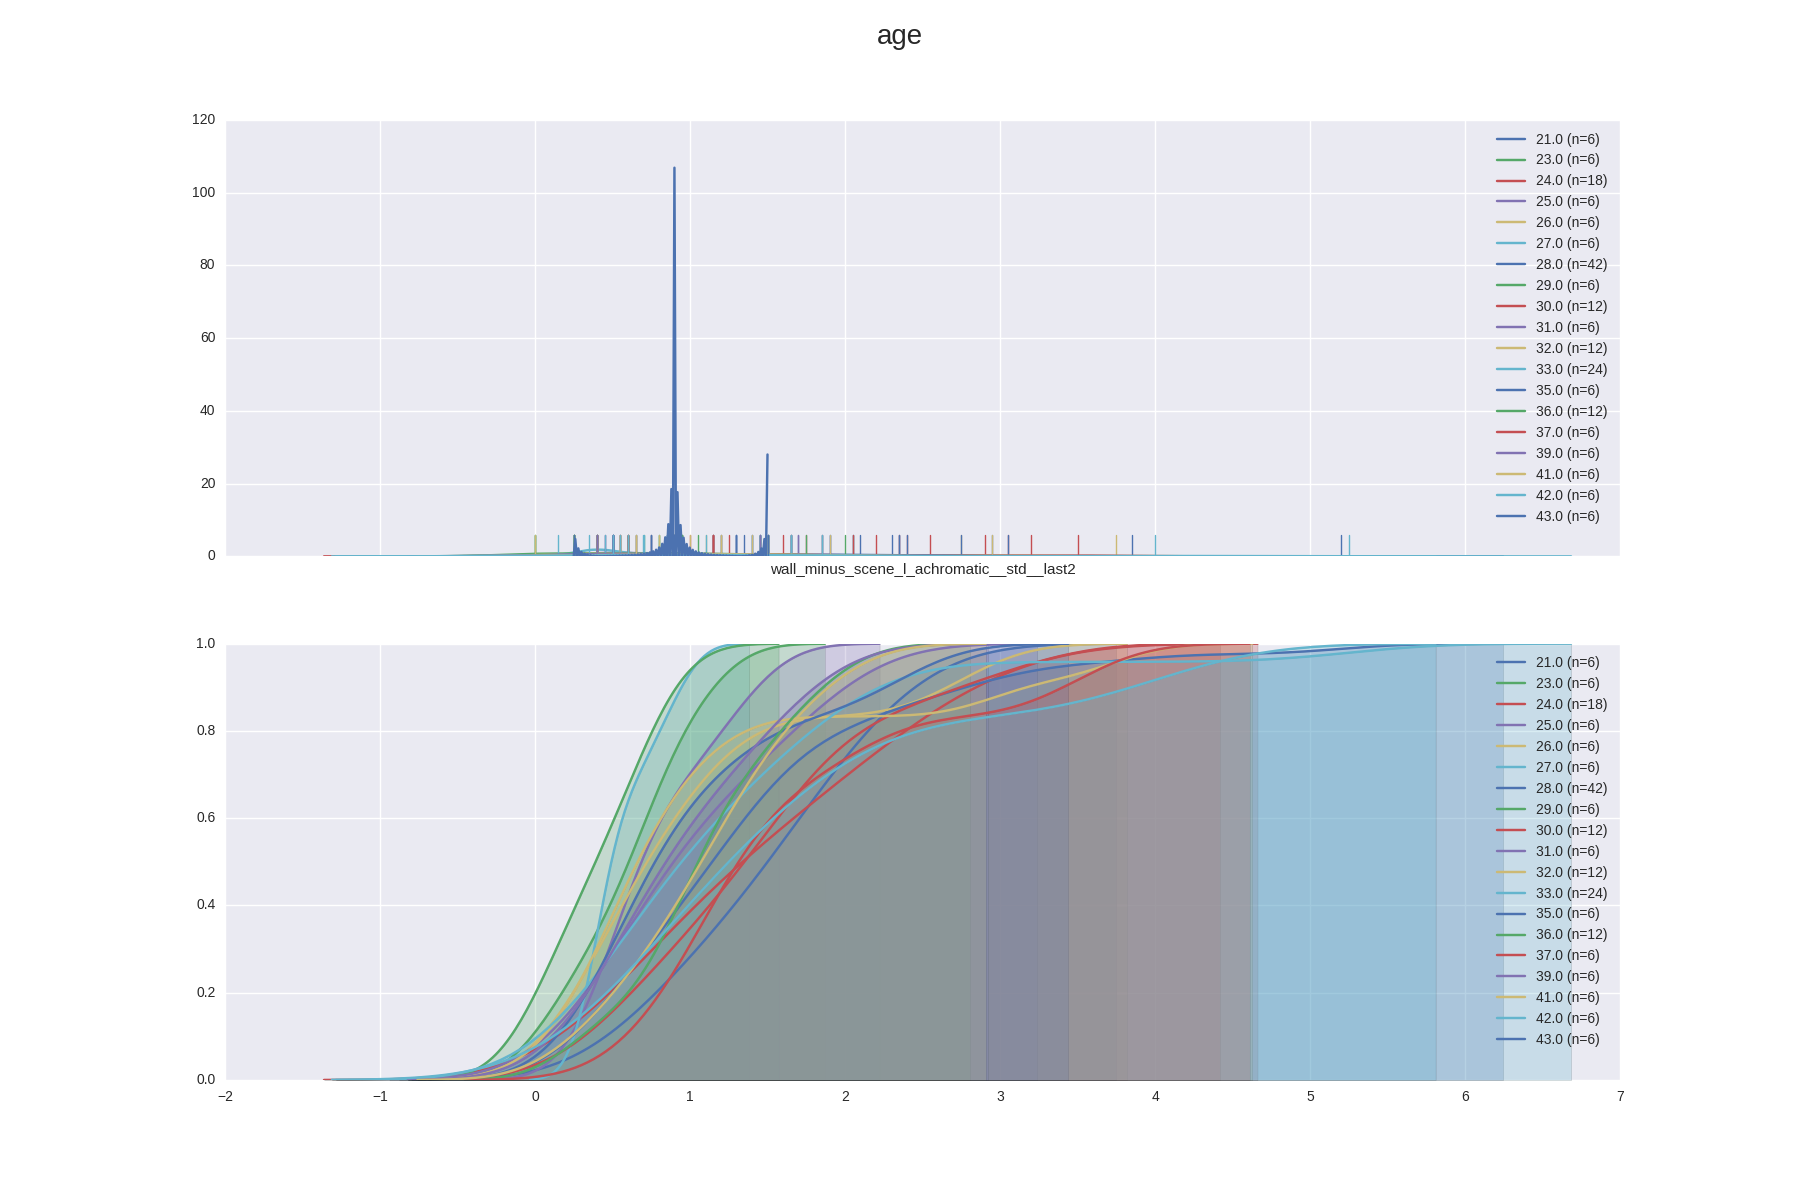 age
120
100
80
60
40
20
0
21.0 (n=6)
23.0 (n=6)
24.0 (n=18)
25.0 (n=6)
26.0 (n=6)
27.0 (n=6)
28.0 (n=42)
29.0 (n=6)
30.0 (n=12)
31.0 (n=6)
32.0 (n=12)
33.0 (n=24)
35.0 (n=6)
36.0 (n=12)
37.0 (n=6)
39.0 (n=6)
41.0 (n=6)
42.0 (n=6)
43.0 (n=6)
wall_minus_scene_l_achromatic__std__last2
1.0
0.8
0.6
0.4
0.2
0.0
21.0 (n=6)
23.0 (n=6)
24.0 (n=18)
25.0 (n=6)
26.0 (n=6)
27.0 (n=6)
28.0 (n=42)
29.0 (n=6)
30.0 (n=12)
31.0 (n=6)
32.0 (n=12)
33.0 (n=24)
35.0 (n=6)
36.0 (n=12)
37.0 (n=6)
39.0 (n=6)
41.0 (n=6)
42.0 (n=6)
43.0 (n=6)
−2 −1 0 1 2 3 4 5 6 7